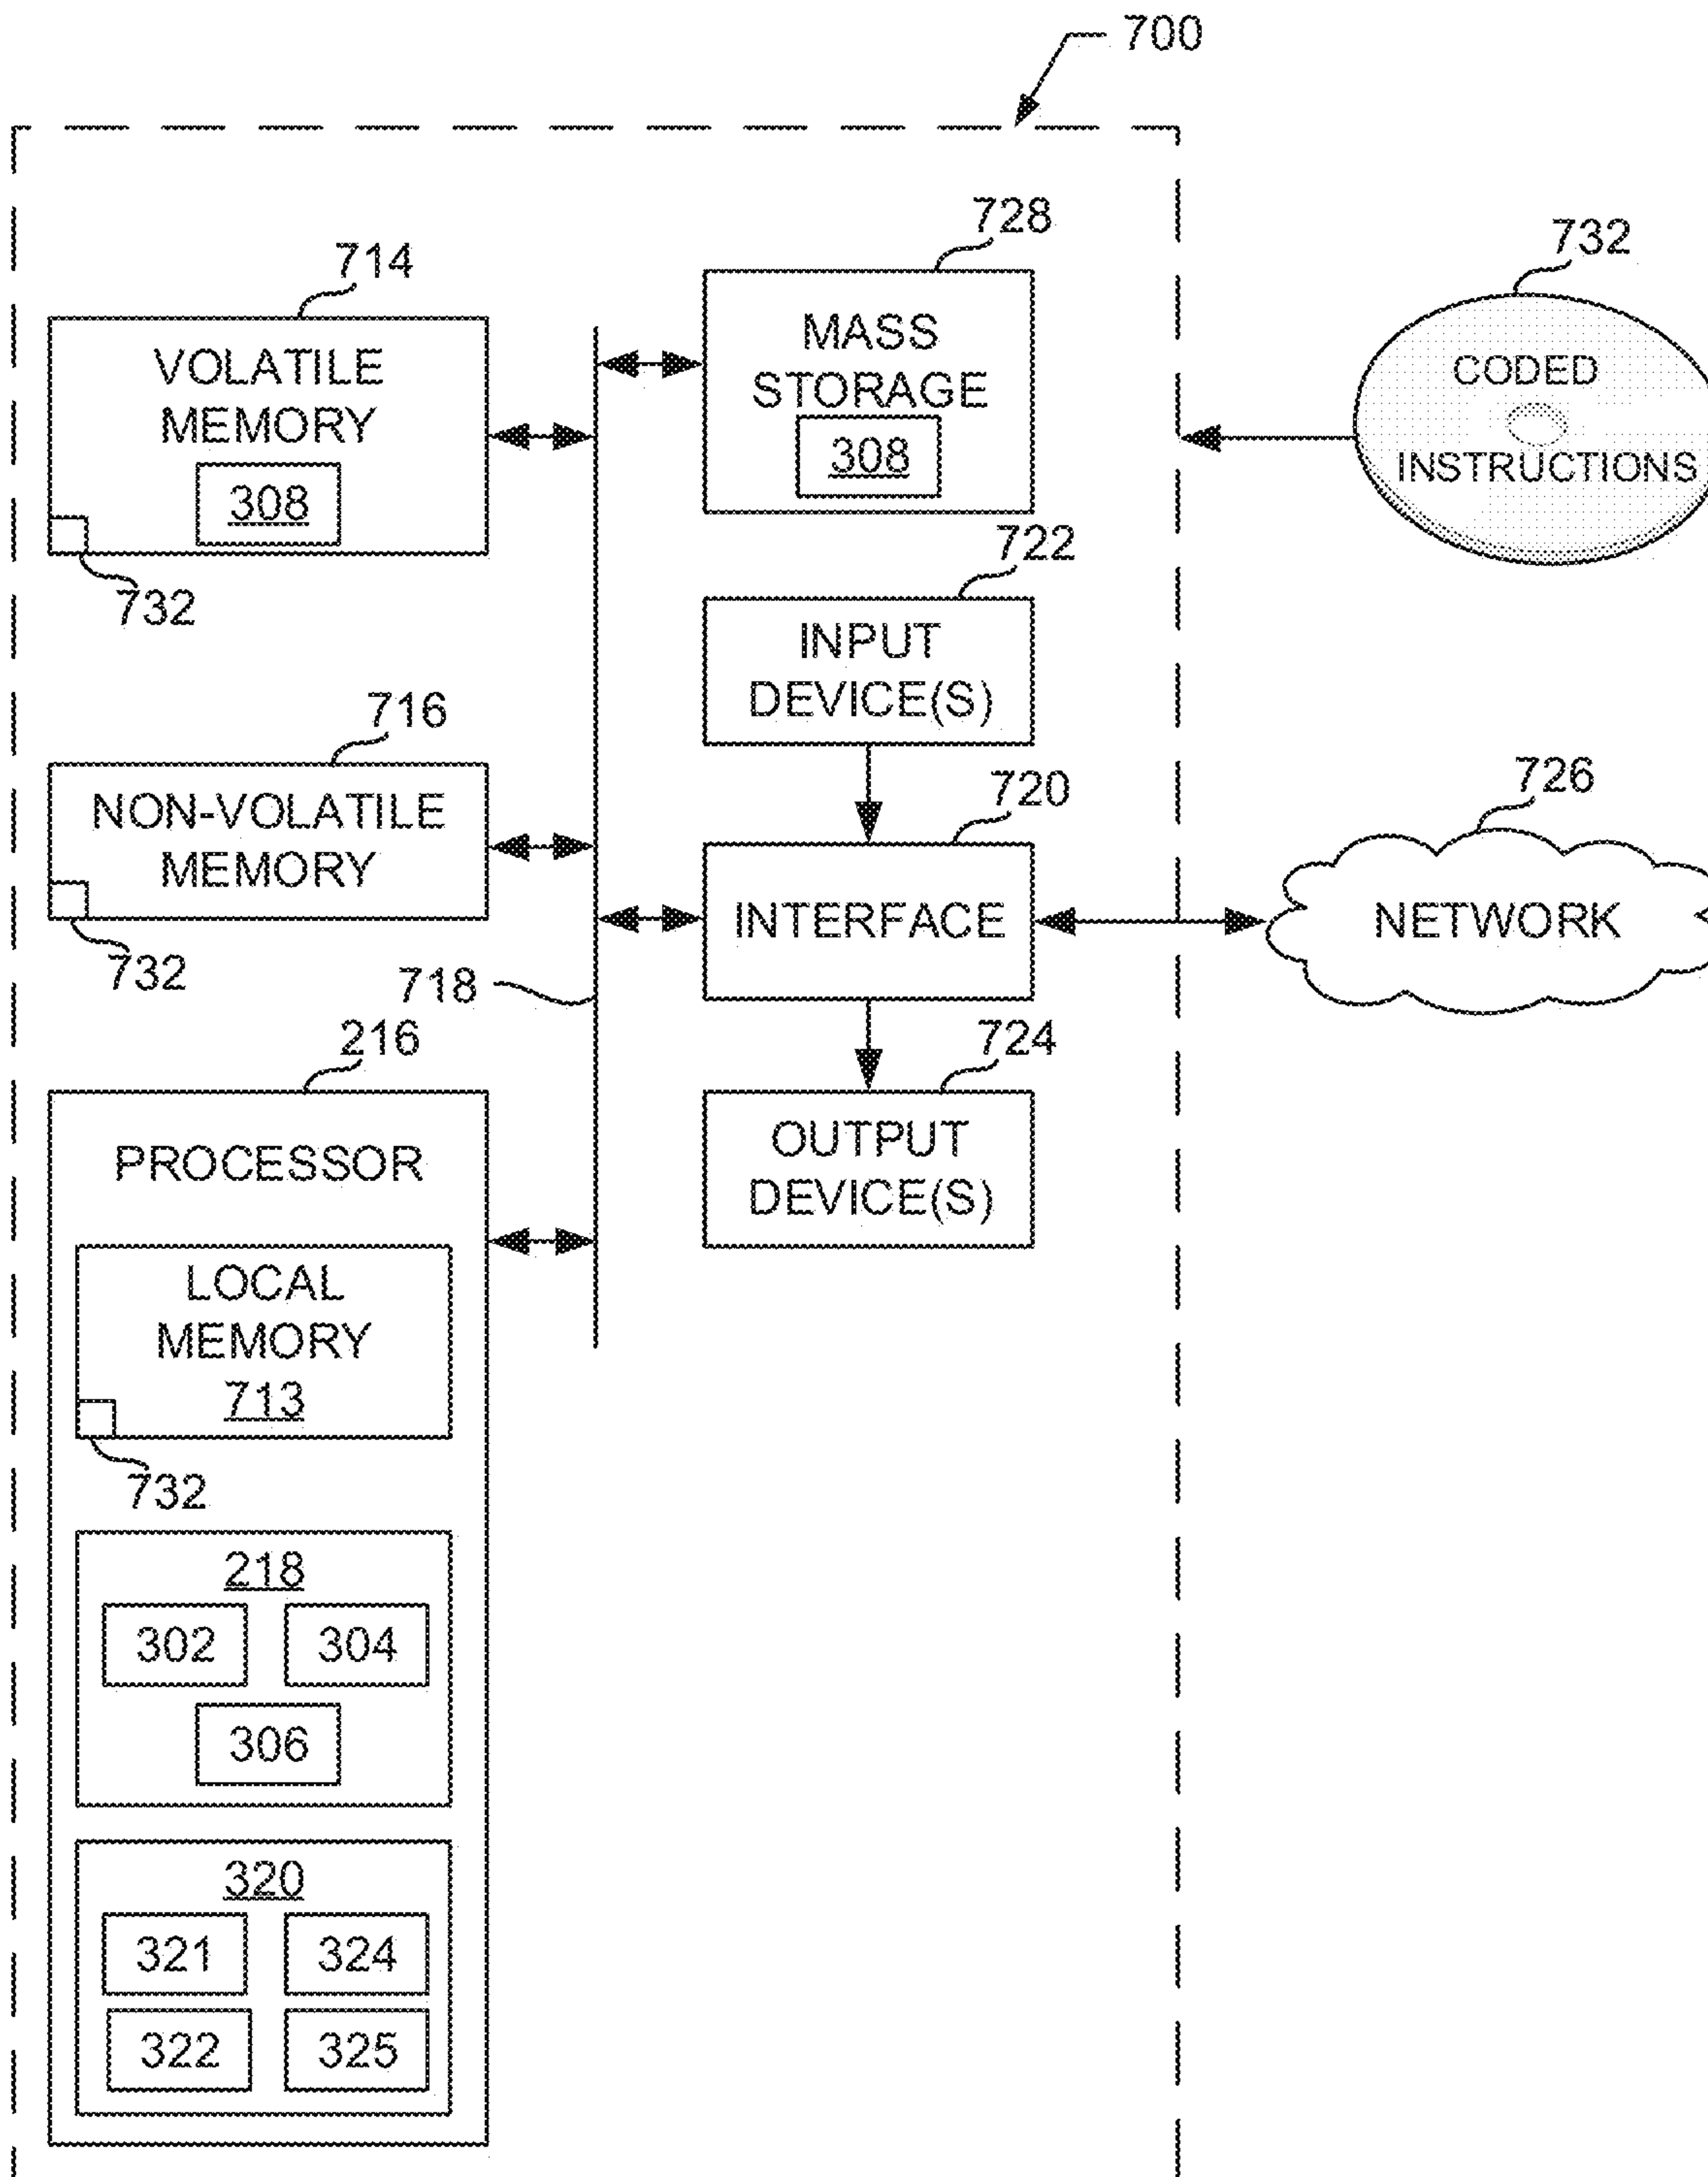 700
714
VOLATILE
MEMORY
308
732
728
MASS
STORAGE
308
732
CODED
INSTRUCTIONS
722
INPUT
DEVICE(S)
716
NON-VOLATILE
MEMORY
732
720
INTERFACE
726
NETWORK
718
724
OUTPUT
DEVICE(S)
216
PROCESSOR
LOCAL
MEMORY
713
732
218
302
304
306
320
321
324
322
325